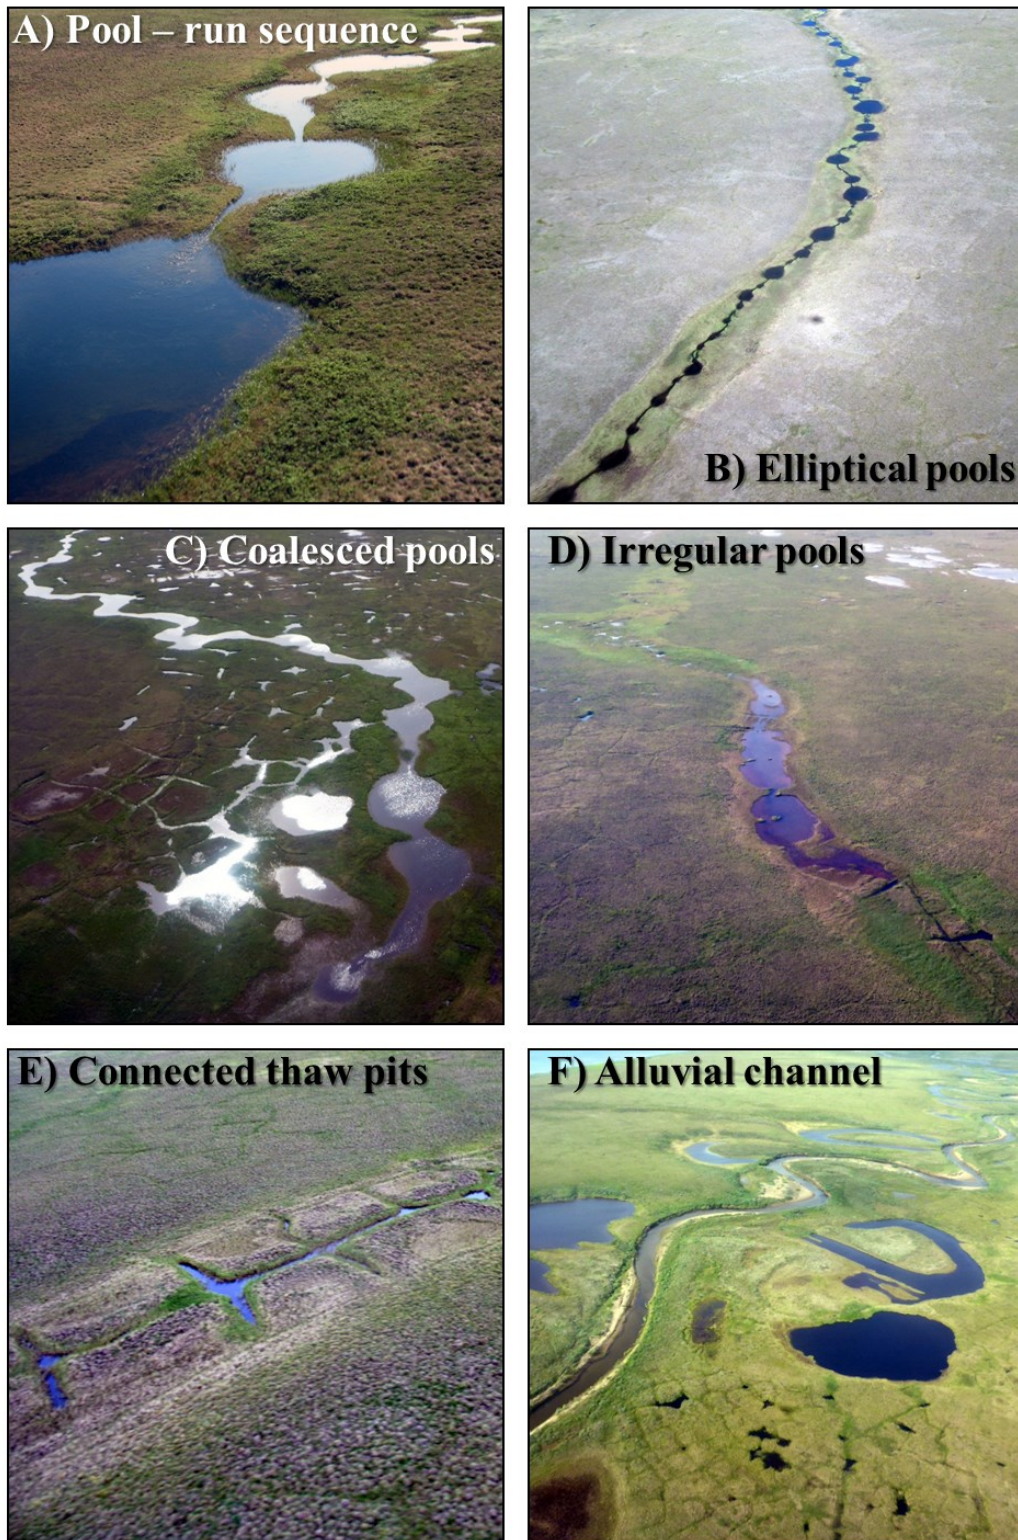 A) Pool – run sequence
B) Elliptical pools
C) Coalesced pools
D) Irregular pools
E) Connected thaw pits
F) Alluvial channel